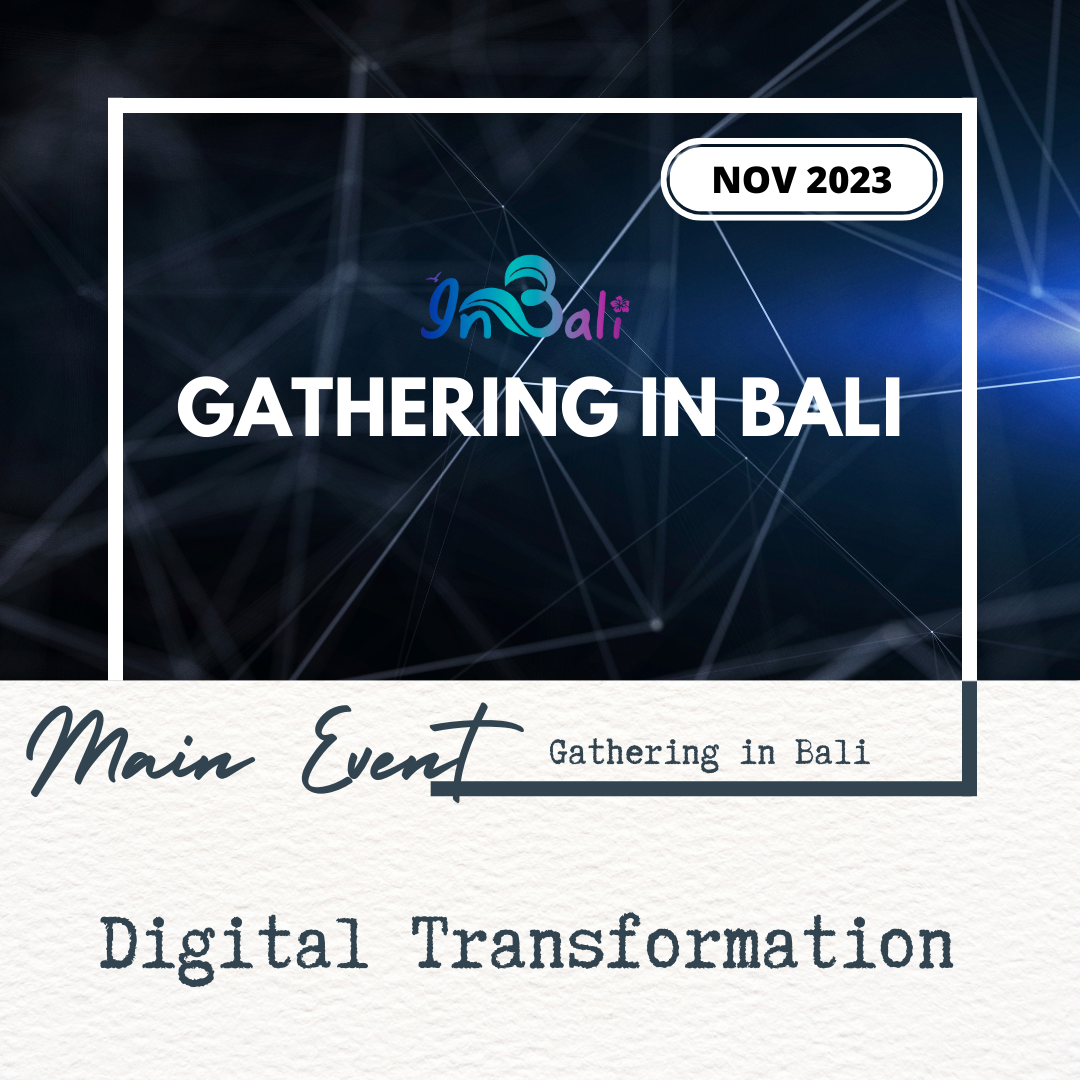 NOV 2023
InBali
GATHERING IN BALI
Main Event
Gathering in Bali
Digital Transformation